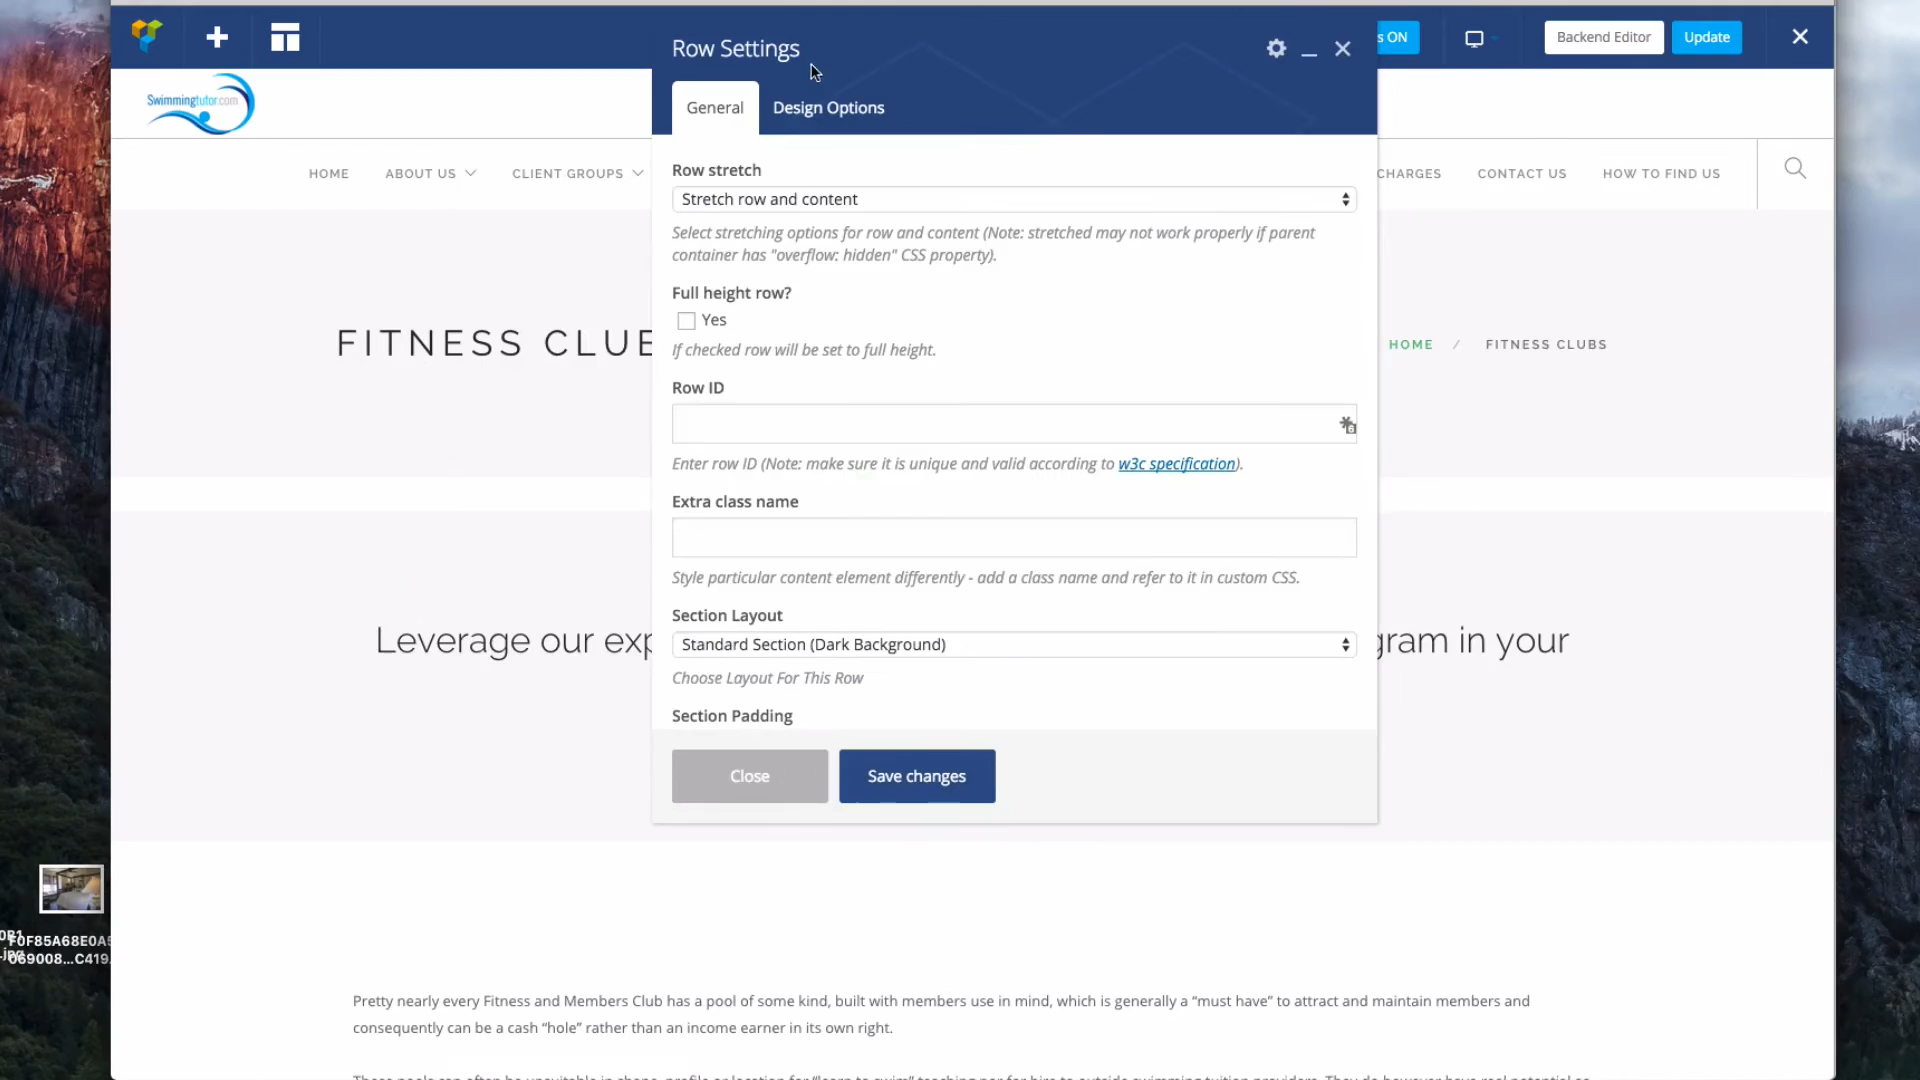 Row Settings
s ON
Backend Editor
Update
Swimmingtutor.com
General
Design Options
HOME
ABOUT US
CLIENT GROUPS
CHARGES
CONTACT US
HOW TO FIND US
Row stretch
Stretch row and content
Select stretching options for row and content (Note: stretched may not work properly if parent
container has "overflow: hidden" CSS property).
Full height row?
Yes
If checked row will be set to full height.
FITNESS CLUB
HOME / FITNESS CLUBS
Row ID
Enter row ID (Note: make sure it is unique and valid according to w3c specification).
Extra class name
Style particular content element differently - add a class name and refer to it in custom CSS.
Section Layout
Standard Section (Dark Background)
Choose Layout For This Row
Leverage our exp
gram in your
Section Padding
Close
Save changes
F0F85A68E0A5
069008...C419
Pretty nearly every Fitness and Members Club has a pool of some kind, built with members use in mind, which is generally a “must have” to attract and maintain members and
consequently can be a cash “hole” rather than an income earner in its own right.